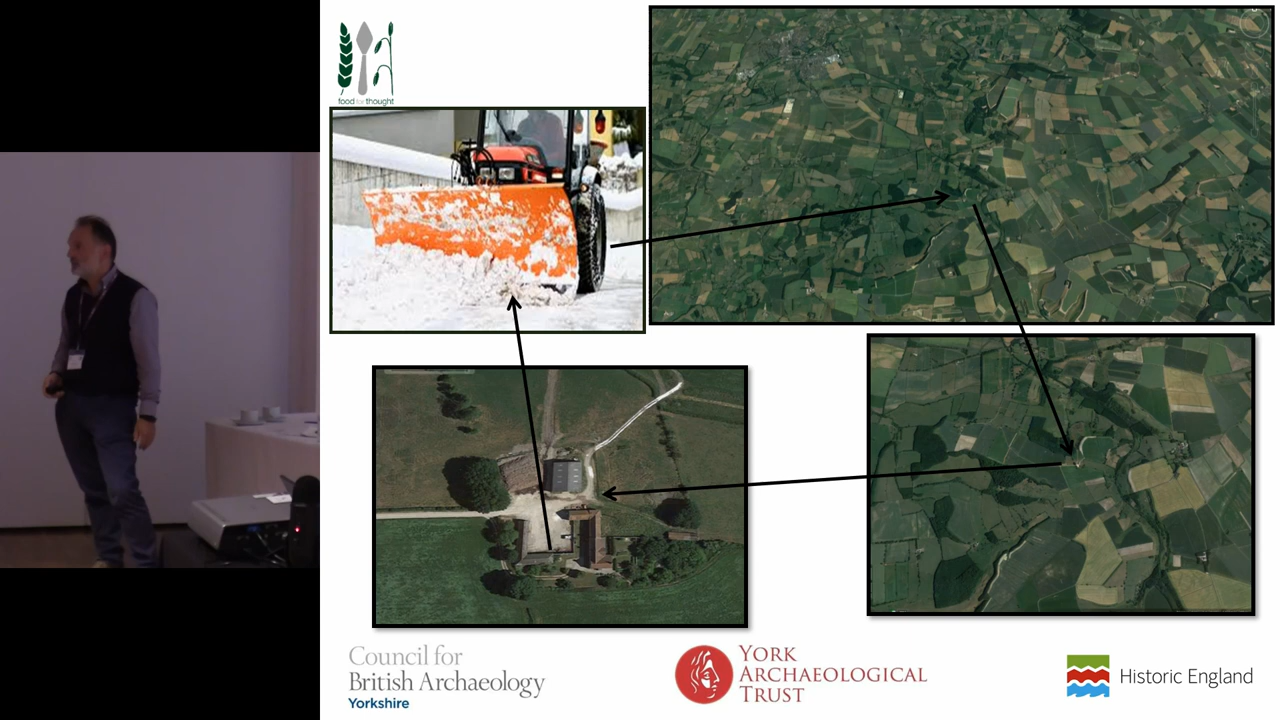 food for thought
Council for
British Archaeology
Yorkshire
YORK
ARCHAEOLOGICAL
TRUST
Historic England